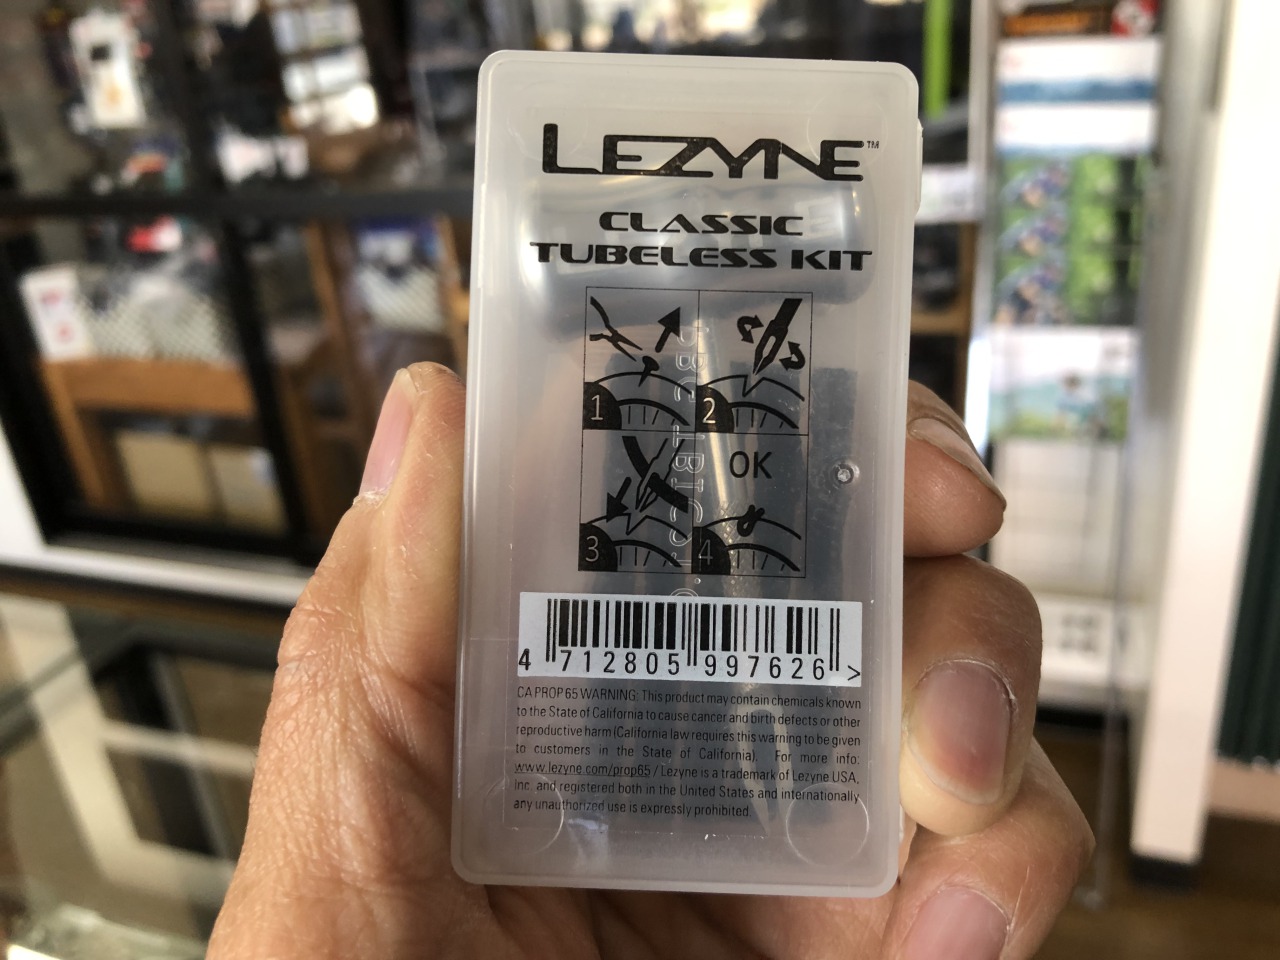 LEZYNE™
CLASSIC
TUBELESS KIT
1
2
OK
3
4
4 712805 997626 >
CA PROP 65 WARNING: This product may contain chemicals known
to the State of California to cause cancer and birth defects or other
reproductive harm (California law requires this warning to be given
to customers in the State of California). For more info:
www.lezyne.com/prop65 / Lezyne is a trademark of Lezyne USA,
Inc. and registered both in the United States and internationally
any unauthorized use is expressly prohibited.